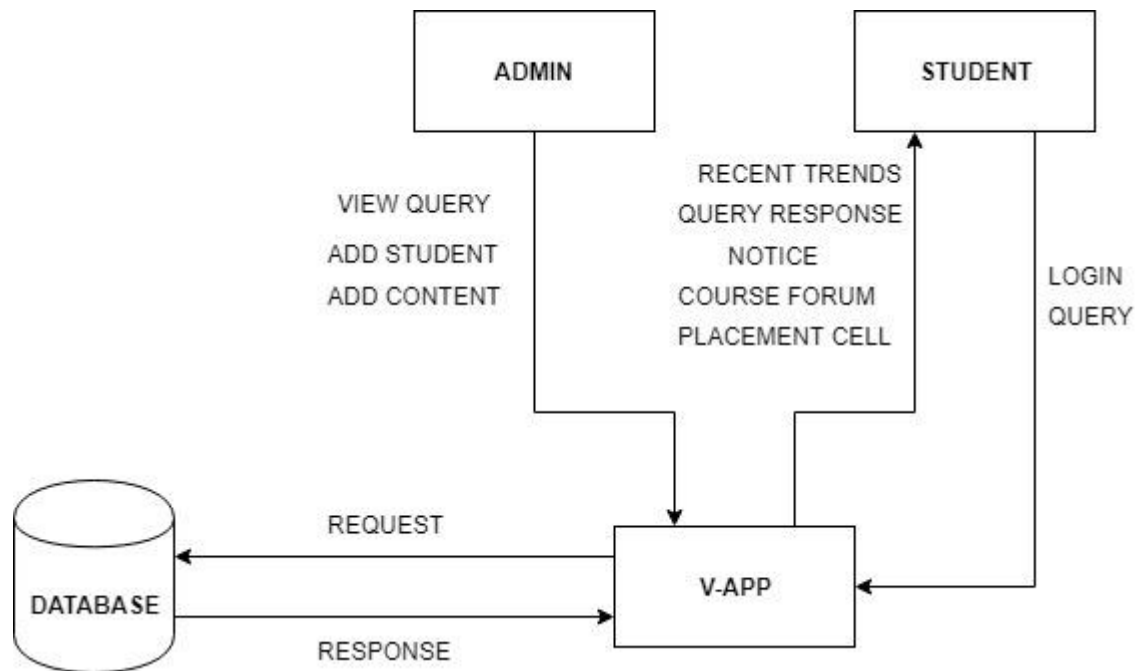 ADMIN
STUDENT
VIEW QUERY
ADD STUDENT
ADD CONTENT
RECENT TRENDS
QUERY RESPONSE
NOTICE
COURSE FORUM
PLACEMENT CELL
LOGIN
QUERY
REQUEST
DATABASE
RESPONSE
V-APP